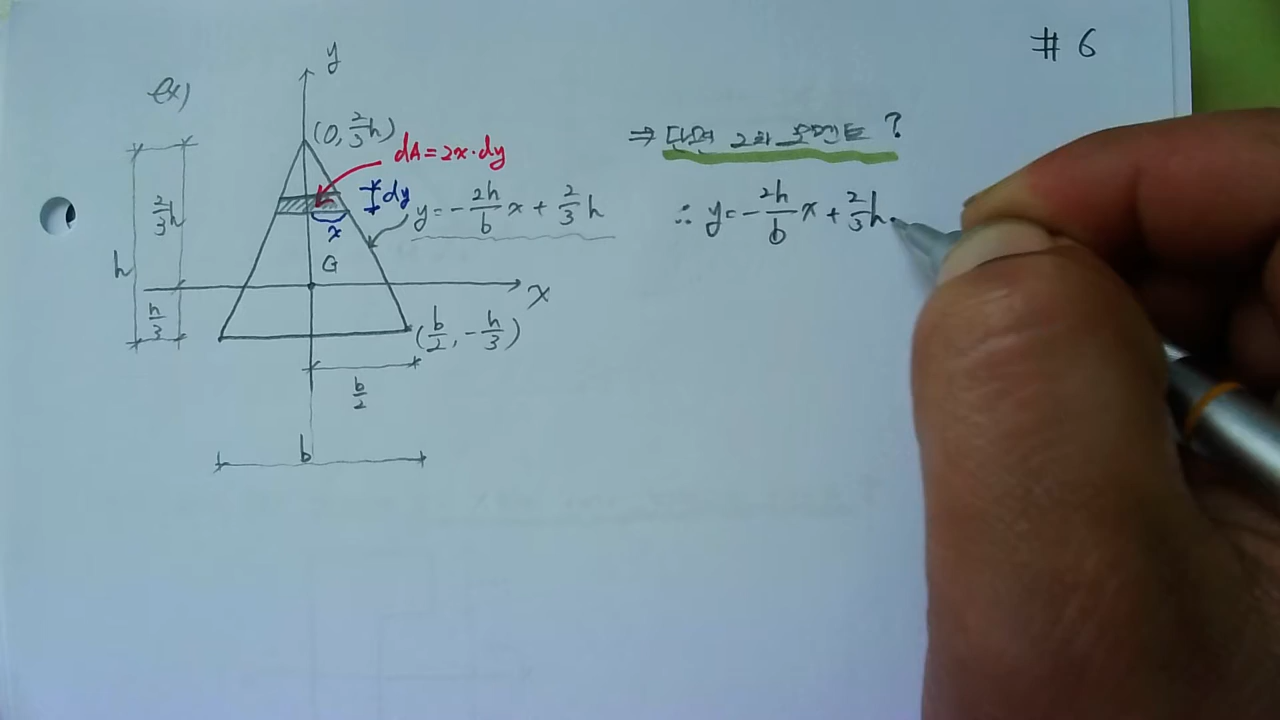 # 6
ex)
y
(0, 2/3 h)
dA = 2x·dy
dy
y = -2h/b x + 2/3 h
x
G
x
2/3 h
h
h/3
(b/2, -h/3)
b/2
b
⇒ 단면 2차 모멘트 ?
∴ y = -2h/b x + 2/3 h